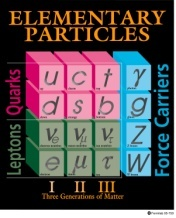 ELEMENTARY
PARTICLES
Quarks
Leptons
u c t γ
d s b g
νe νμ ντ Z
e μ τ W
Force Carriers
I II III
Three Generations of Matter